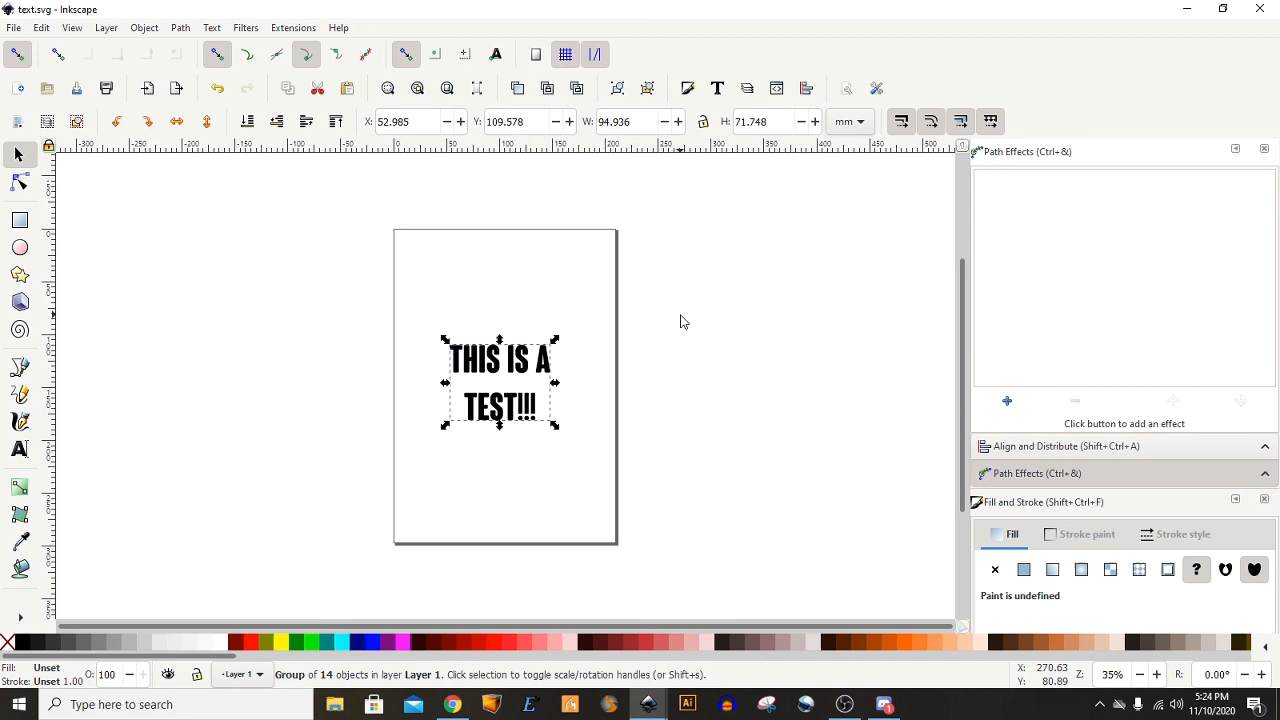 text.svg - Inkscape
File Edit View Layer Object Path Text Filters Extensions Help
X: 52.985 Y: 109.578 W: 94.936 H: 71.748 mm
Path Effects (Ctrl+&)
THIS IS A
TEST!!!
Click button to add an effect
Align and Distribute (Shift+Ctrl+A)
Path Effects (Ctrl+&)
Fill and Stroke (Shift+Ctrl+F)
Fill Stroke paint Stroke style
Paint is undefined
Fill: Unset O: 100 Layer 1 Group of 14 objects in layer Layer 1. Click selection to toggle scale/rotation handles (or Shift+s). X: 270.63 Z: 35% R: 0.00°
Stroke: Unset 1.00 Y: 80.89
Type here to search
5:24 PM
11/10/2020